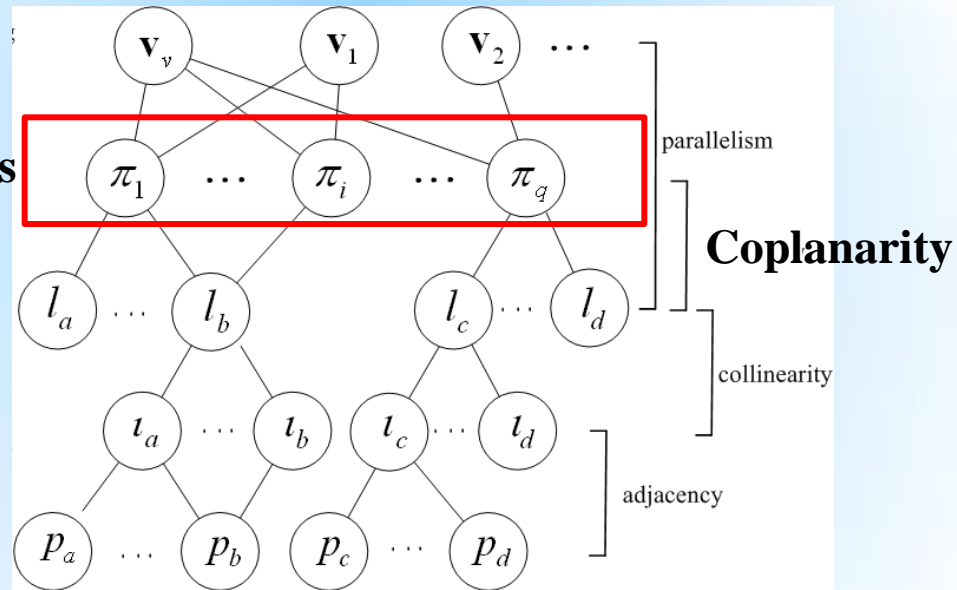 v_v v_1 v_2 ...
parallelism
s π_1 ... π_i ... π_q
Coplanarity
l_a ... l_b l_c ... l_d
collinearity
ι_a ... ι_b ι_c ... ι_d
adjacency
p_a ... p_b p_c ... p_d